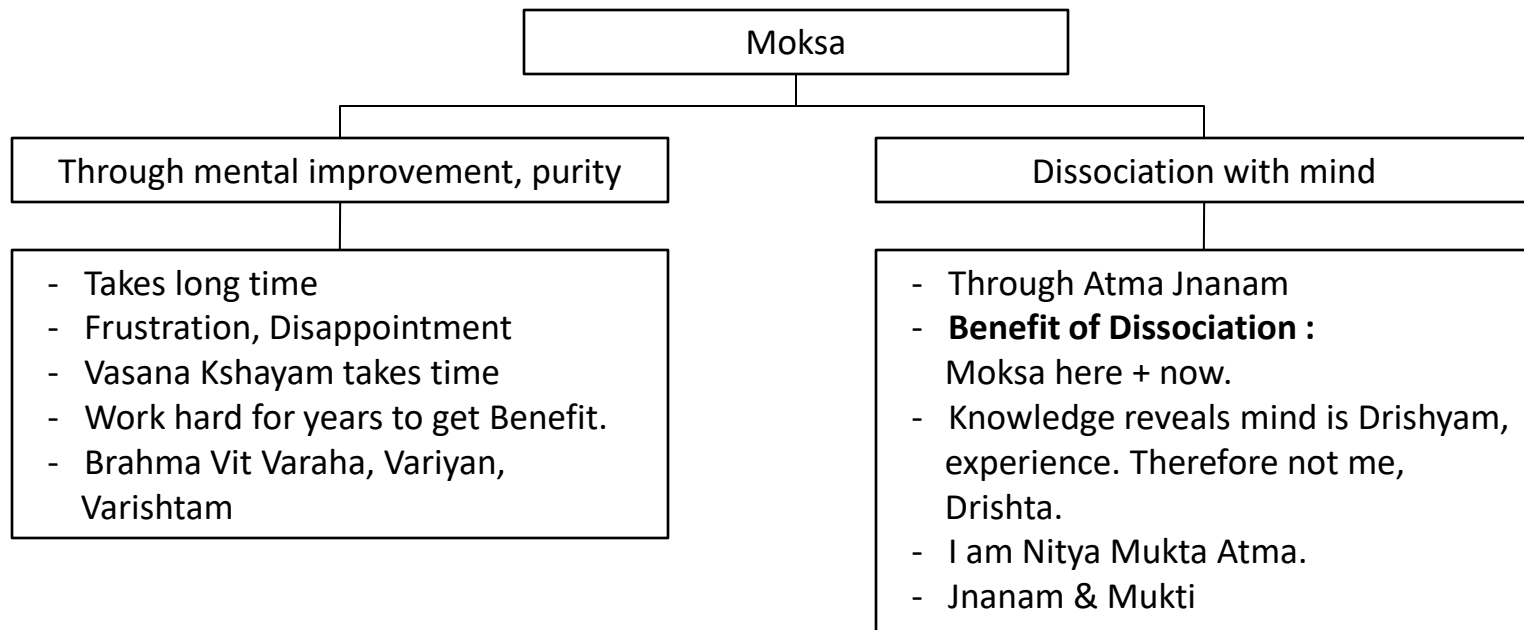 Moksa
Through mental improvement, purity
- Takes long time
- Frustration, Disappointment
- Vasana Kshayam takes time
- Work hard for years to get Benefit.
- Brahma Vit Varaha, Variyan,
Varishtam
Dissociation with mind
- Through Atma Jnanam
- Benefit of Dissociation :
Moksa here + now.
- Knowledge reveals mind is Drishyam,
experience. Therefore not me,
Drishta.
- I am Nitya Mukta Atma.
- Jnanam & Mukti